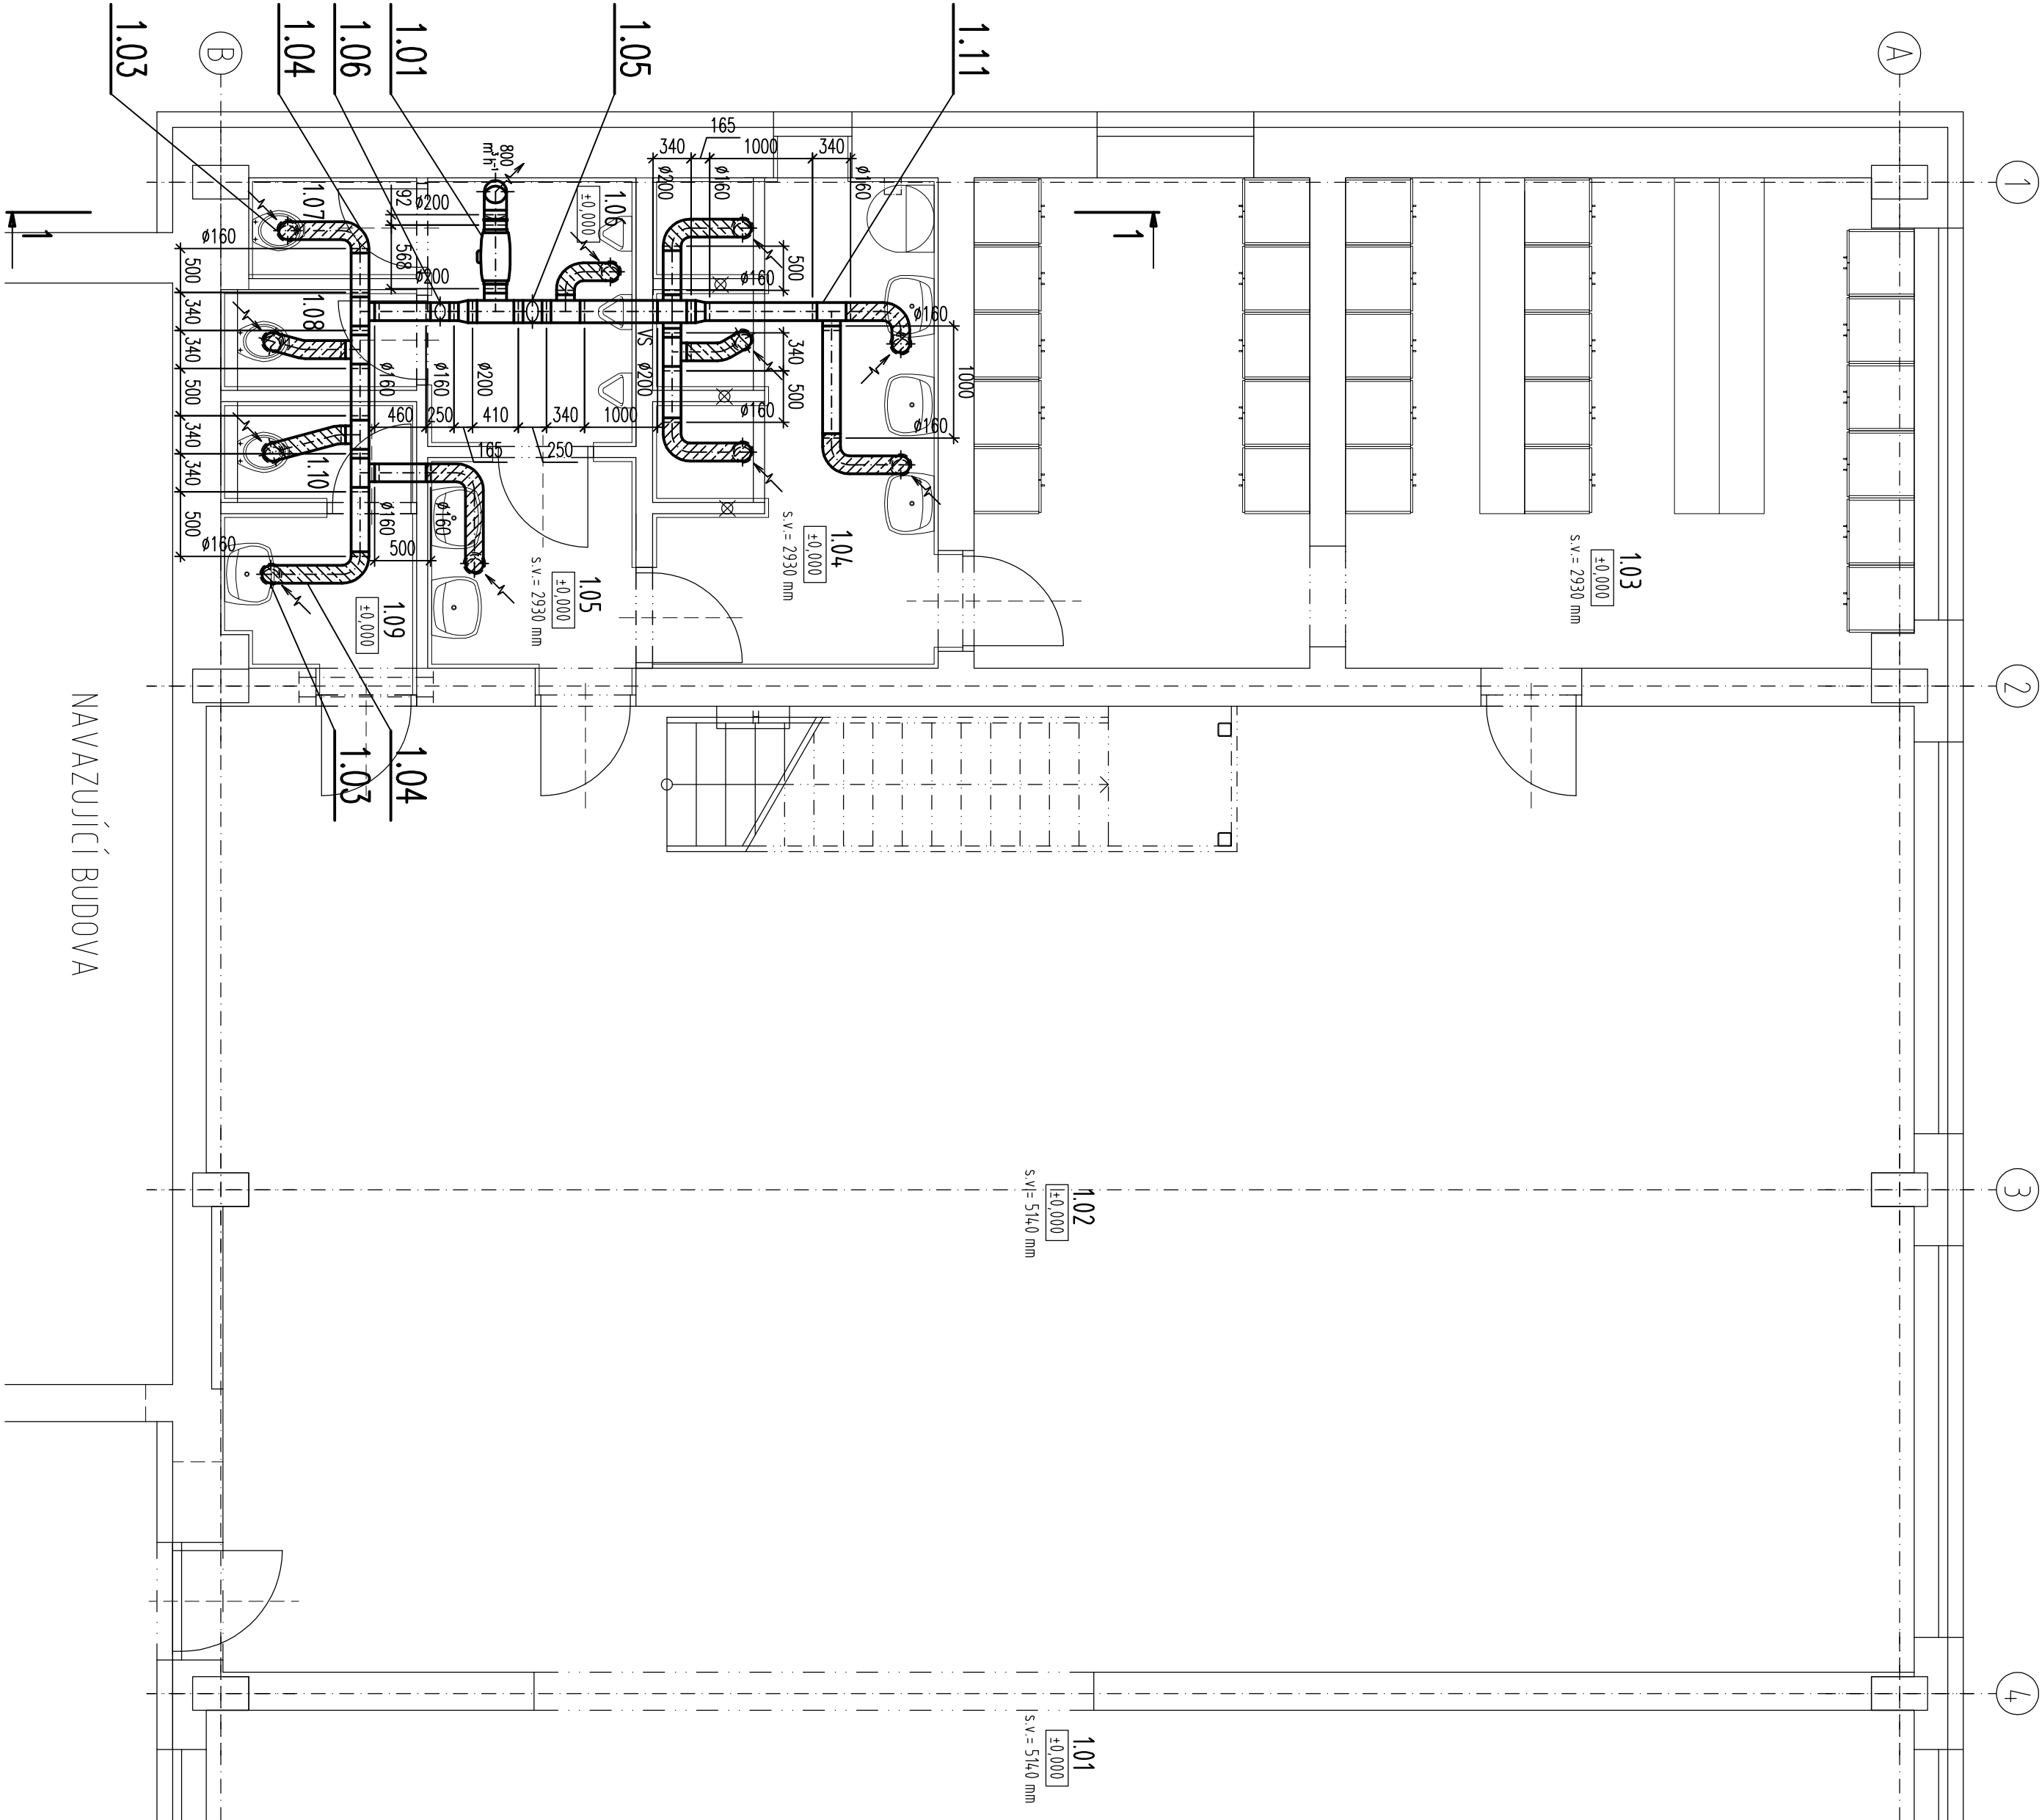 1.03
B
1.04
1.06
1.01
1.05
1.11
A
1
2
3
4
165
340
1000
340
ø200
ø160
ø160
800
m³h⁻¹
92
ø200
568
ø200
1.06
±0,000
1.07
ø160
500
340
340
500
340
340
500
ø160
1.08
1.10
500
ø160
340
500
ø160
ø160
1000
ø160
VS
ø200
ø160
ø160
ø200
460
250
410
340
1000
165
250
ø160
ø160
500
1
1
1.04
±0,000
s.v.= 2930 mm
1.05
±0,000
s.v.= 2930 mm
1.09
±0,000
1.03
±0,000
s.v.= 2930 mm
1.04
1.03
NAVAZUJÍCÍ BUDOVA
1.02
±0,000
s.v.= 5140 mm
1.01
±0,000
s.v.= 5140 mm